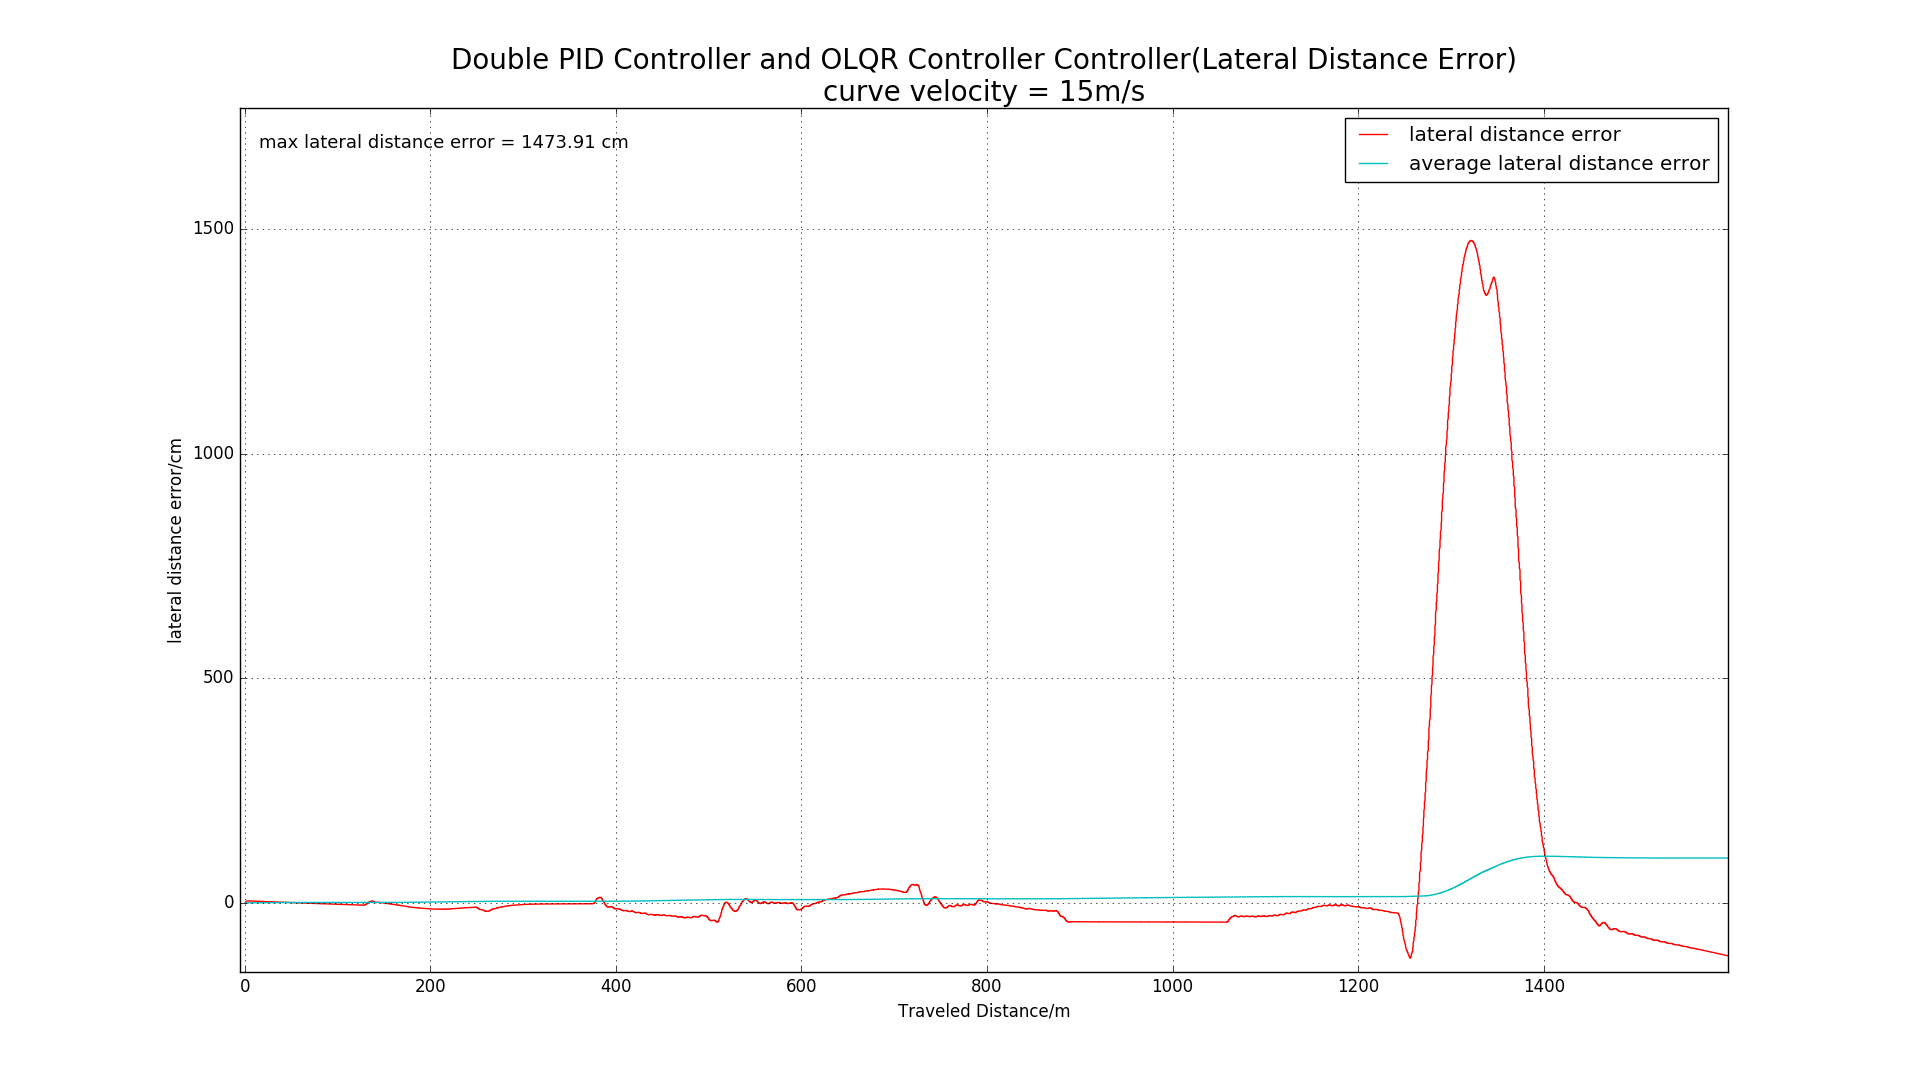 Double PID Controller and OLQR Controller Controller(Lateral Distance Error)
curve velocity = 15m/s
max lateral distance error = 1473.91 cm
lateral distance error
average lateral distance error
1500
1000
500
0
lateral distance error/cm
0 200 400 600 800 1000 1200 1400
Traveled Distance/m